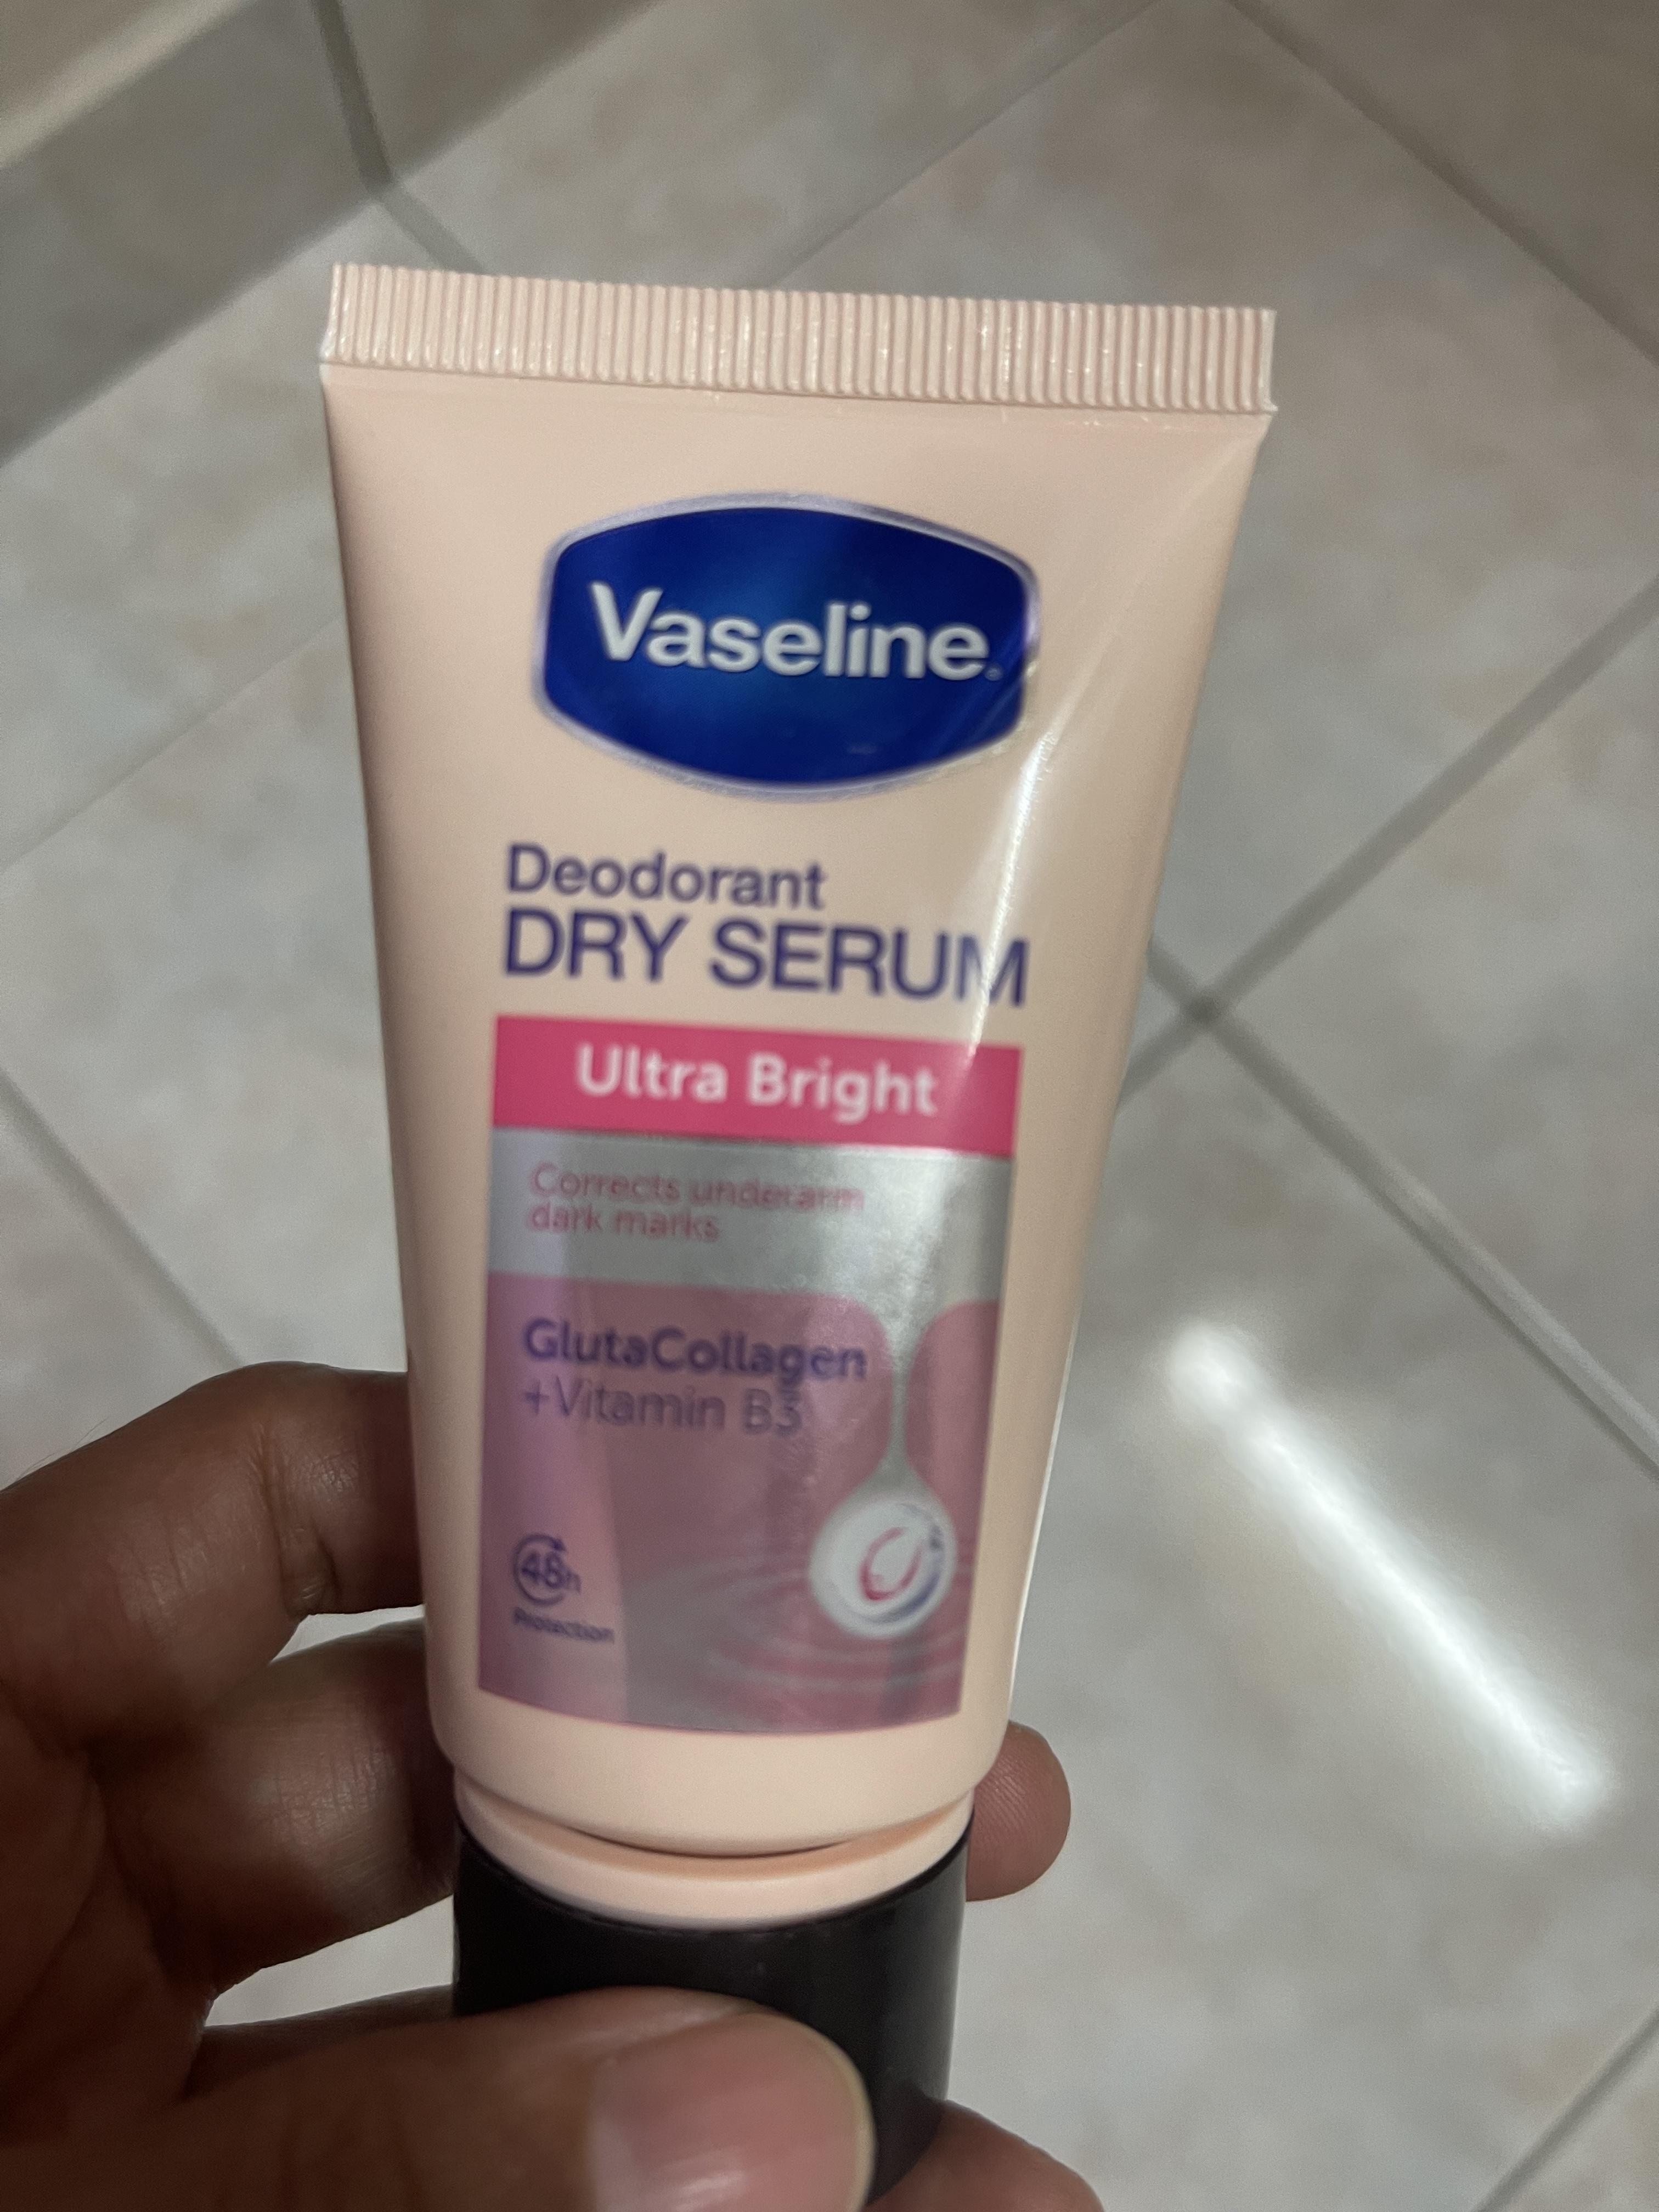 Vaseline
Deodorant
DRY SERUM
Ultra Bright
Corrects underarm
dark marks
GlutaCollagen
+Vitamin B3
48h
Protection